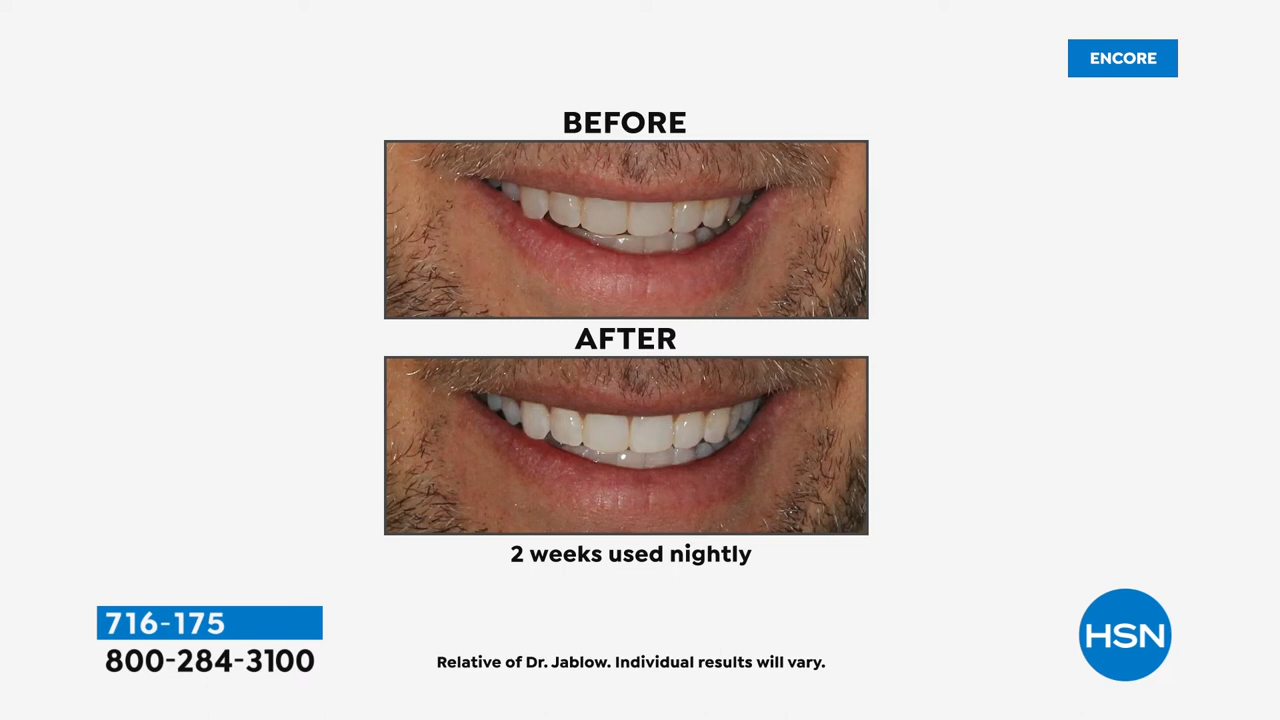 ENCORE
BEFORE
AFTER
2 weeks used nightly
716-175
800-284-3100
Relative of Dr. Jablow. Individual results will vary.
HSN